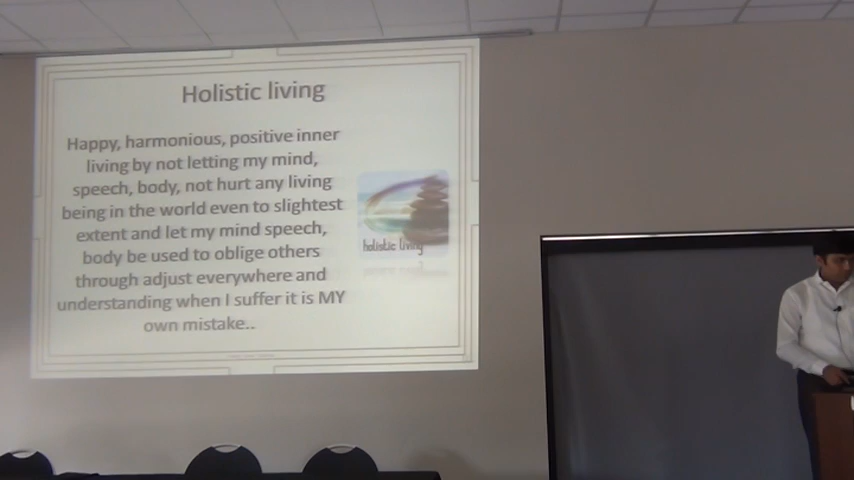 Holistic living
Happy, harmonious, positive inner
living by not letting my mind,
speech, body, not hurt any living
being in the world even to slightest
extent and let my mind speech,
body be used to oblige others
through adjust everywhere and
understanding when I suffer it is MY
own mistake..
holistic living